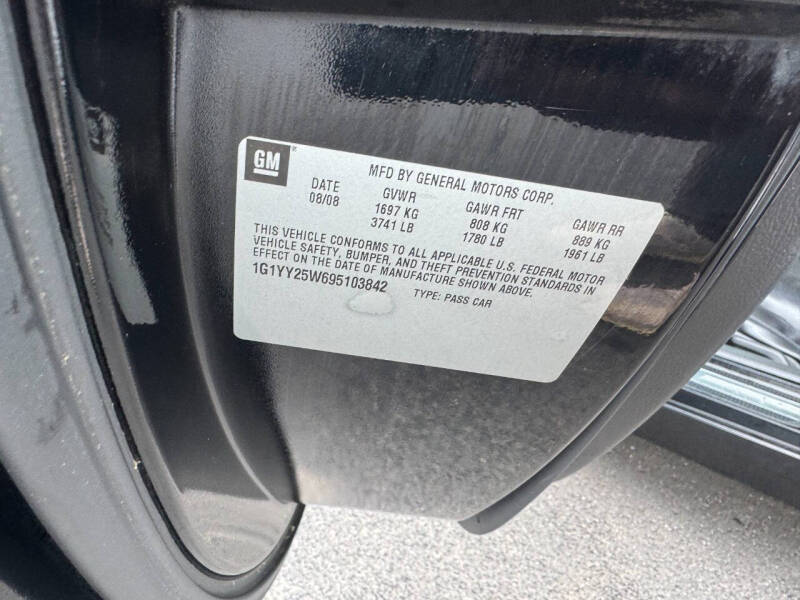 GM
MFD BY GENERAL MOTORS CORP.
DATE GVWR GAWR FRT GAWR RR
08/08 1697 KG 808 KG 889 KG
3741 LB 1780 LB 1961 LB
THIS VEHICLE CONFORMS TO ALL APPLICABLE U.S. FEDERAL MOTOR
VEHICLE SAFETY, BUMPER, AND THEFT PREVENTION STANDARDS IN
EFFECT ON THE DATE OF MANUFACTURE SHOWN ABOVE.
1G1YY25W695103842 TYPE: PASS CAR